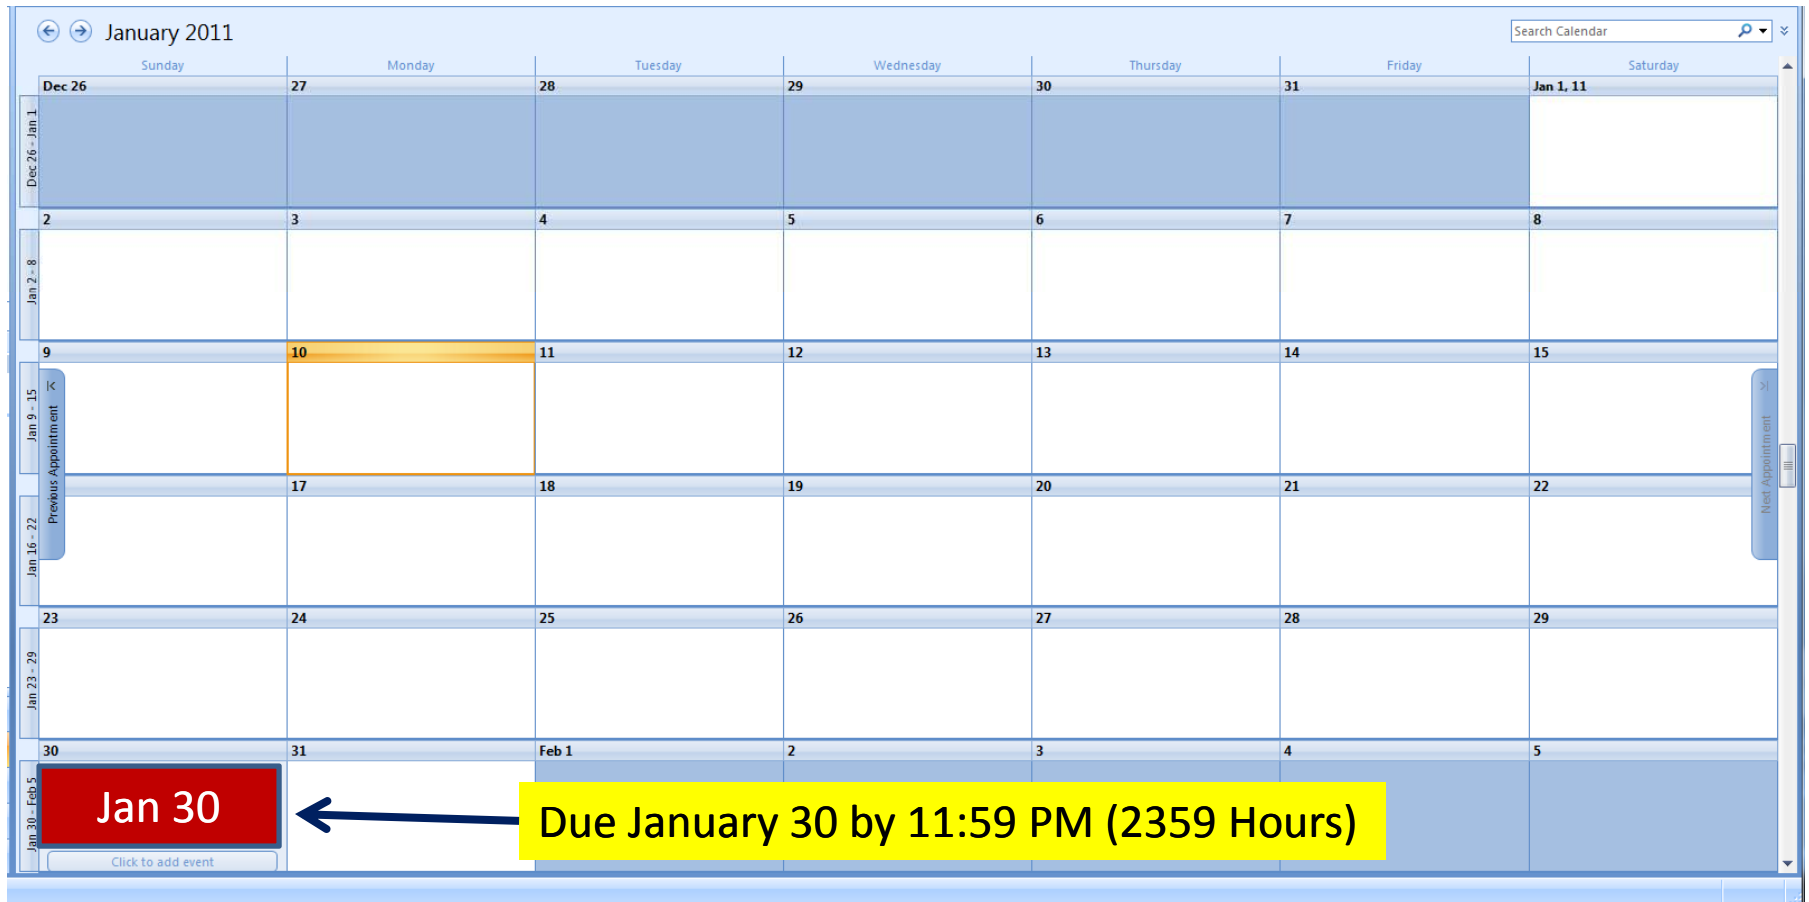 January 2011
Search Calendar
Sunday Monday Tuesday Wednesday Thursday Friday Saturday
Dec 26 27 28 29 30 31 Jan 1, 11
Dec 26 - Jan 1
2 3 4 5 6 7 8
Jan 2 - 8
9 10 11 12 13 14 15
Jan 9 - 15
Previous Appointment
Next Appointment
17 18 19 20 21 22
Jan 16 - 22
23 24 25 26 27 28 29
Jan 23 - 29
30 31 Feb 1 2 3 4 5
Jan 30 - Feb 5
Jan 30
Due January 30 by 11:59 PM (2359 Hours)
Click to add event